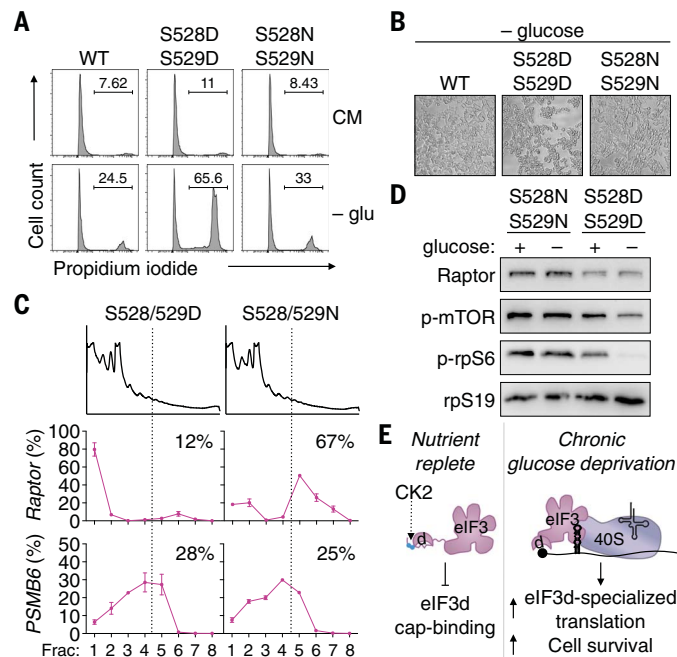 A
WT
S528D
S529D
S528N
S529N
7.62
11
8.43
CM
24.5
65.6
33
– glu
Cell count
Propidium iodide
B
– glucose
WT
S528D
S529D
S528N
S529N
C
S528/529D
S528/529N
Raptor (%)
100
80
60
40
20
0
12%
67%
PSMB6 (%)
50
40
30
20
10
0
28%
25%
Frac: 1 2 3 4 5 6 7 8 1 2 3 4 5 6 7 8
D
S528N
S529N
S528D
S529D
glucose: + – + –
Raptor
p-mTOR
p-rpS6
rpS19
E
Nutrient
replete
CK2
d
eIF3
eIF3d
cap-binding
Chronic
glucose deprivation
eIF3
d
40S
eIF3d-specialized
translation
Cell survival